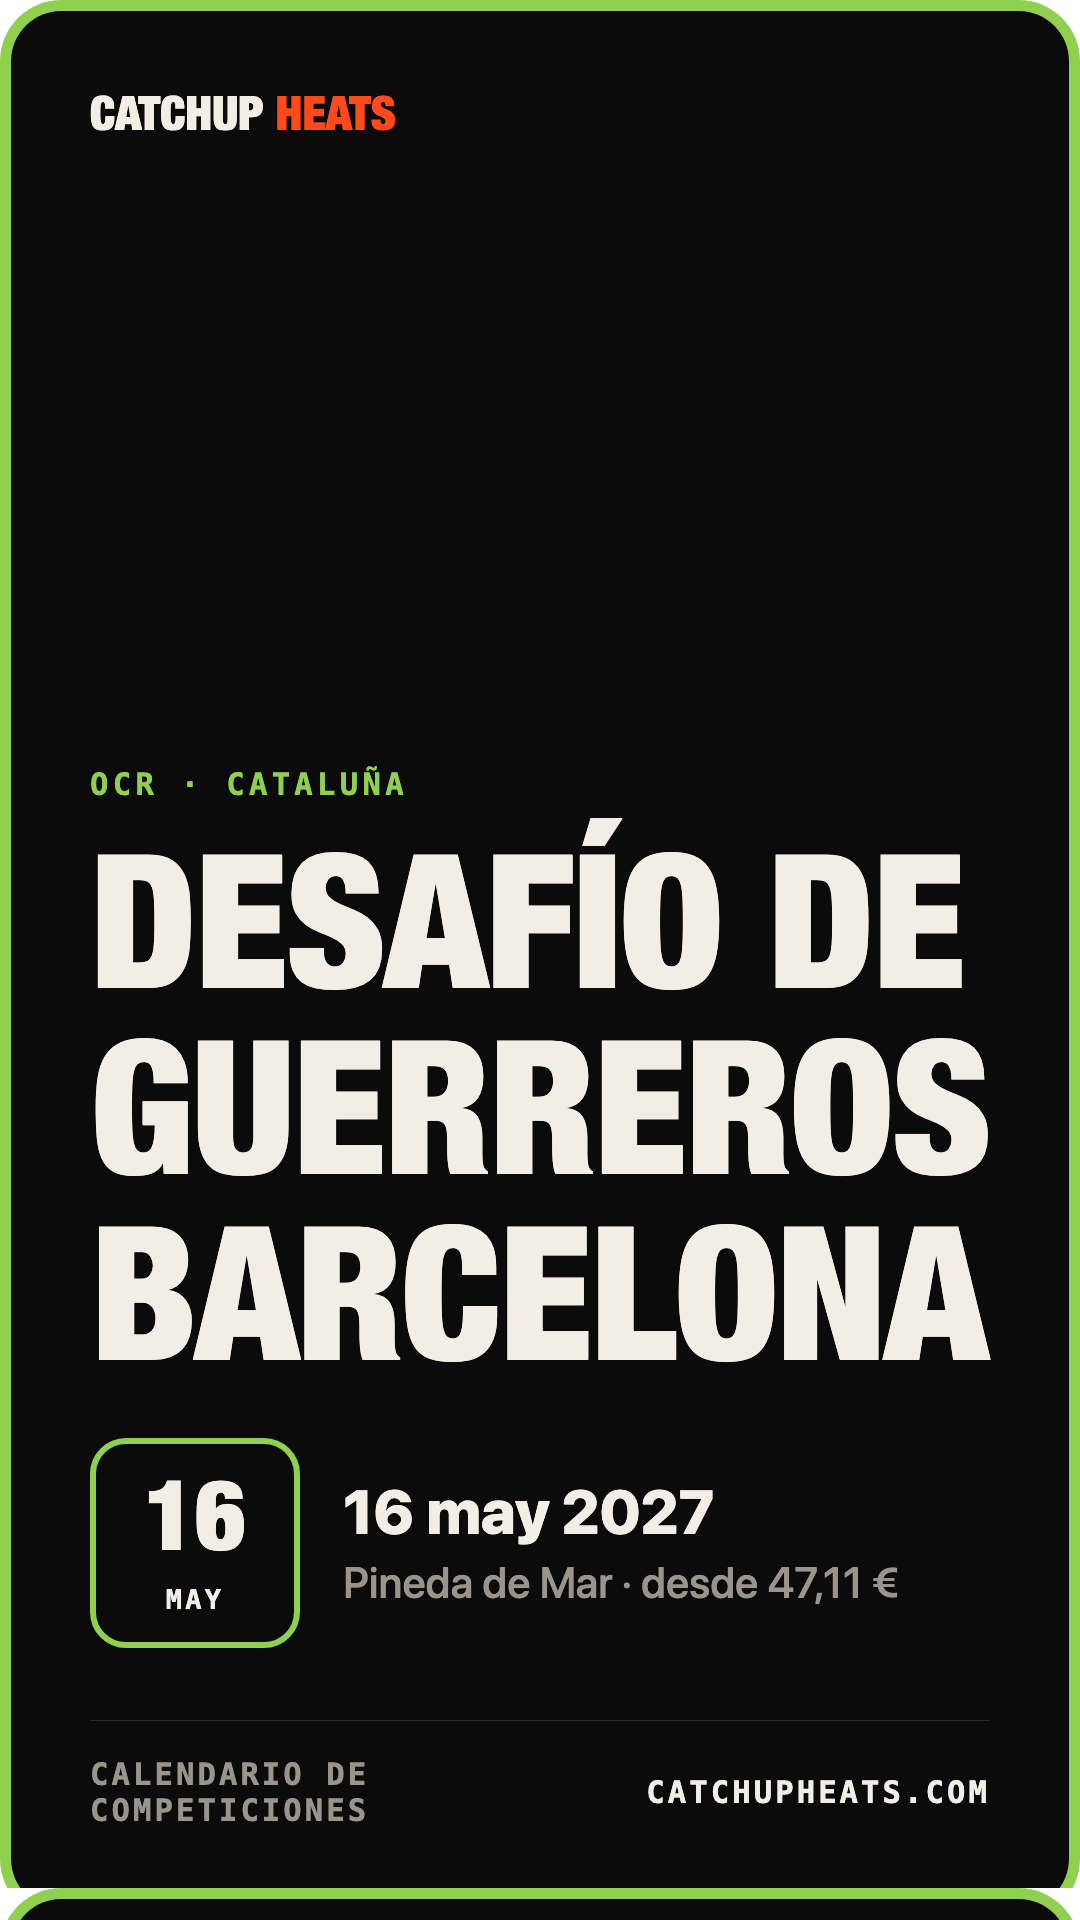 CATCHUP HEATS
OCR · CATALUÑA
DESAFÍO DE
GUERREROS
BARCELONA
16
MAY
16 may 2027
Pineda de Mar · desde 47,11 €
CALENDARIO DE
COMPETICIONES
CATCHUPHEATS.COM